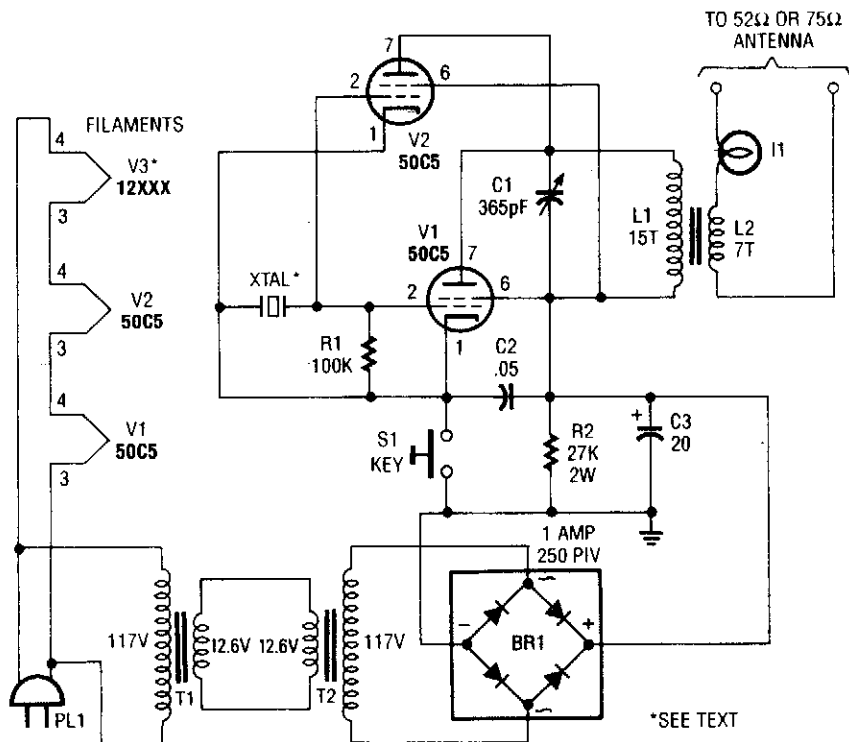 TO 52Ω OR 75Ω
ANTENNA
7
2
6
1
V2
50C5
FILAMENTS
4
V3*
12XXX
3
I1
C1
365pF
L1
15T
L2
7T
V1
50C5
7
XTAL*
2
6
4
V2
50C5
3
R1
100K
1
C2
.05
4
V1
50C5
3
S1
KEY
R2
27K
2W
+
C3
20
1 AMP
250 PIV
117V
12.6V
12.6V
117V
~
-
BR1
+
~
T1
T2
PL1
*SEE TEXT